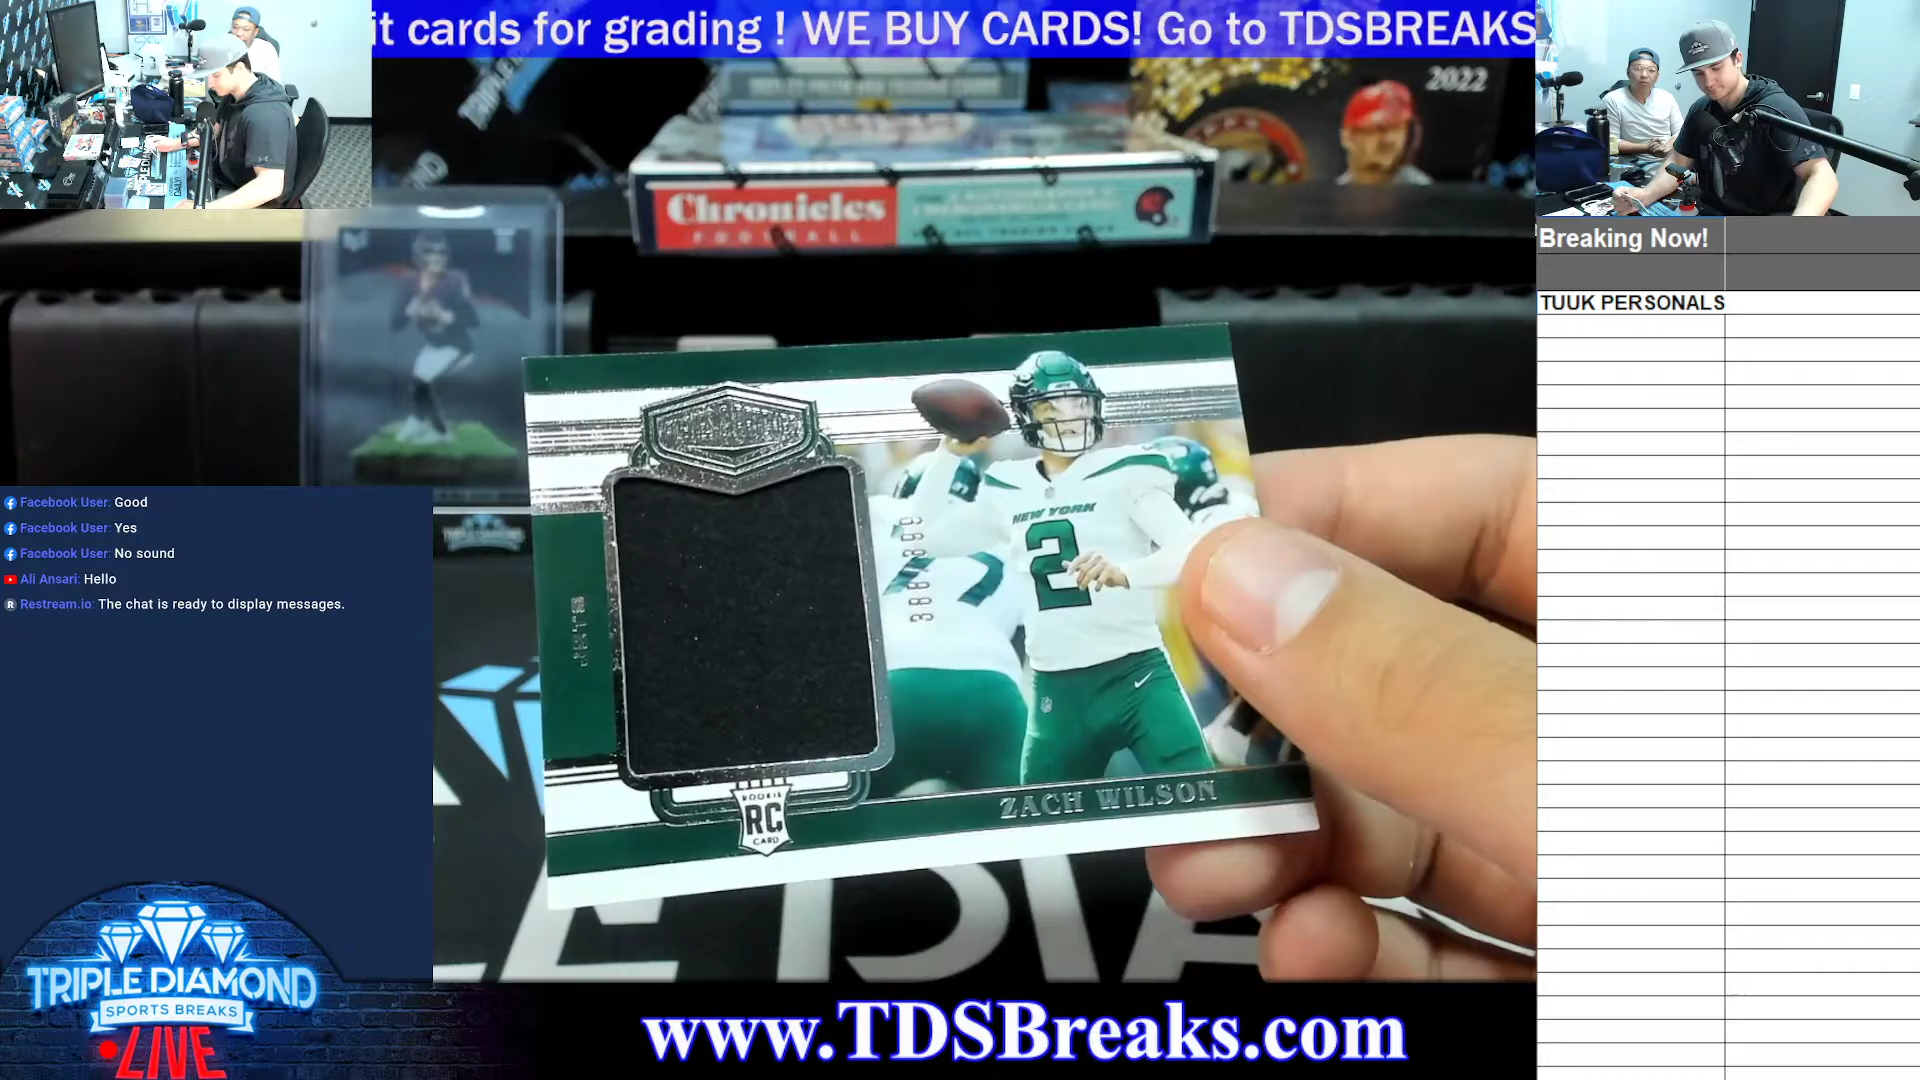 it cards for grading ! WE BUY CARDS! Go to TDSBREAKS
2022
Chronicles
FOOTBALL
Breaking Now!
TUUK PERSONALS
NEW YORK
2
ZACH WILSON
ROOKIE
RC
CARD
Facebook User: Good
Facebook User: Yes
Facebook User: No sound
Ali Ansari: Hello
Restream.io: The chat is ready to display messages.
TRIPLE DIAMOND
SPORTS BREAKS
LIVE
www.TDSBreaks.com